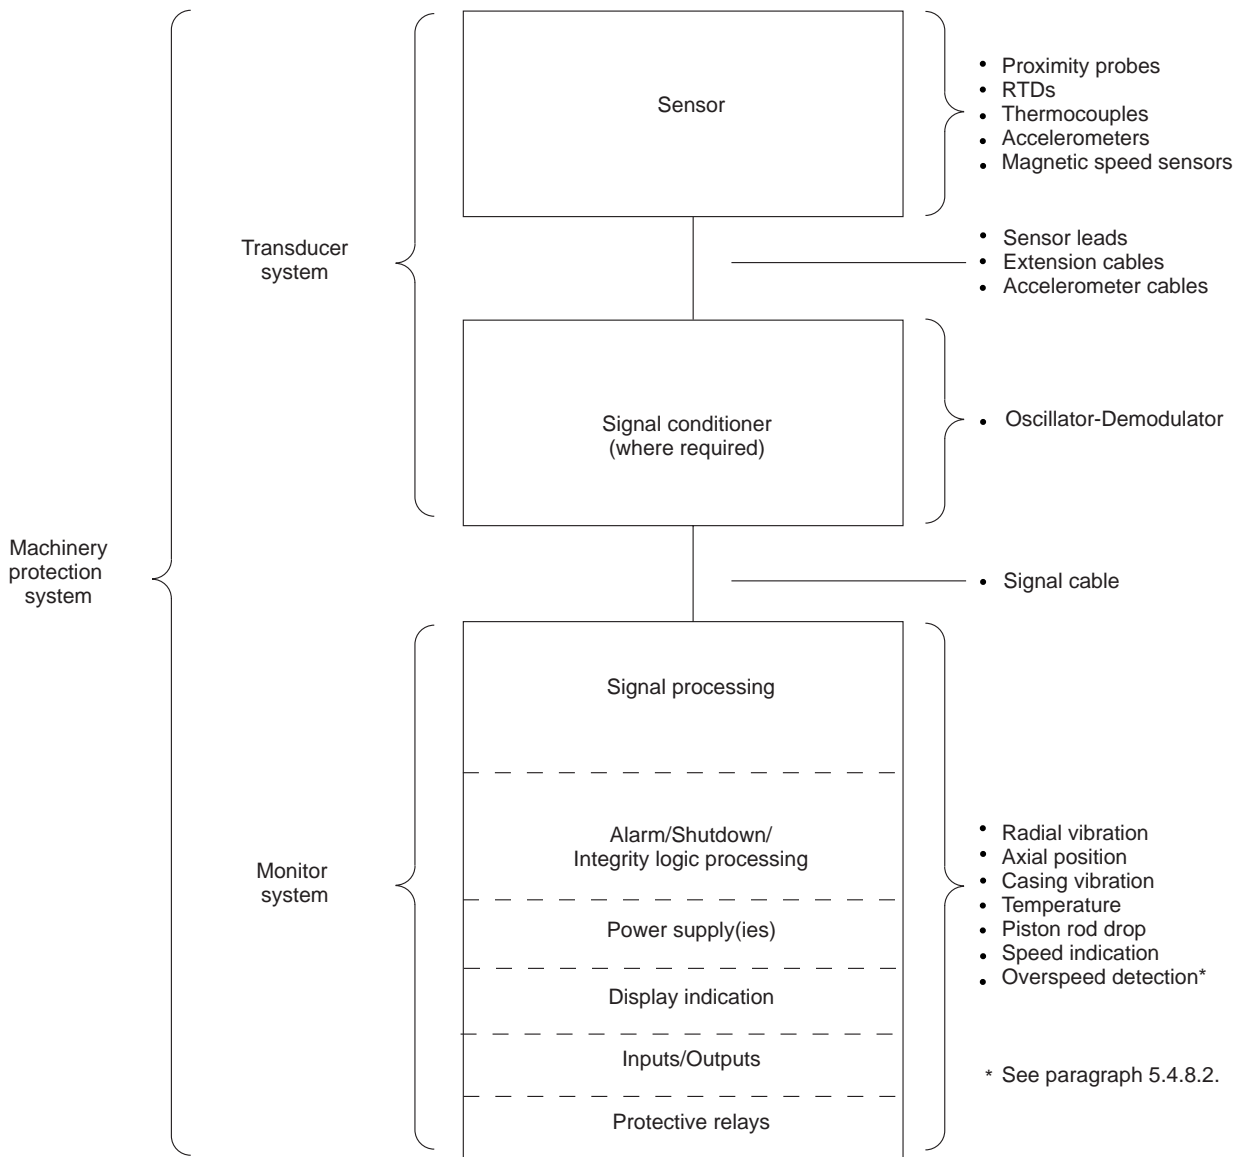 Sensor
• Proximity probes
• RTDs
• Thermocouples
• Accelerometers
• Magnetic speed sensors
Transducer
system
• Sensor leads
• Extension cables
• Accelerometer cables
Signal conditioner
(where required)
• Oscillator-Demodulator
Machinery
protection
system
• Signal cable
Signal processing
Alarm/Shutdown/
Integrity logic processing
Monitor
system
Power supply(ies)
Display indication
Inputs/Outputs
Protective relays
• Radial vibration
• Axial position
• Casing vibration
• Temperature
• Piston rod drop
• Speed indication
• Overspeed detection*
* See paragraph 5.4.8.2.